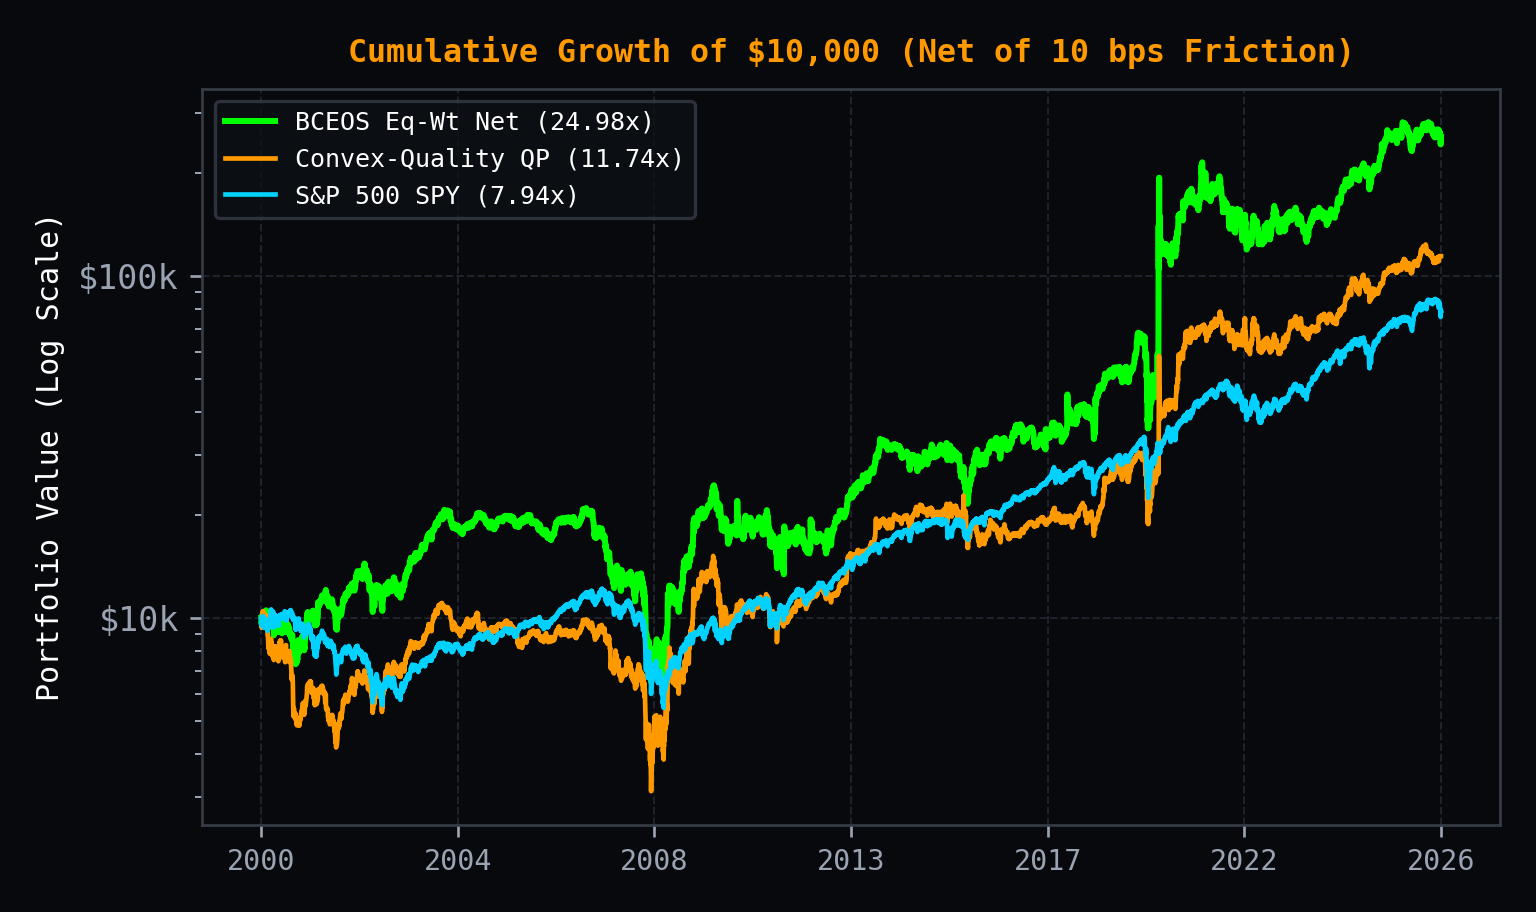 Cumulative Growth of $10,000 (Net of 10 bps Friction)
BCEOS Eq-Wt Net (24.98x)
Convex-Quality QP (11.74x)
S&P 500 SPY (7.94x)
Portfolio Value (Log Scale)
$100k
$10k
2000 2004 2008 2013 2017 2022 2026